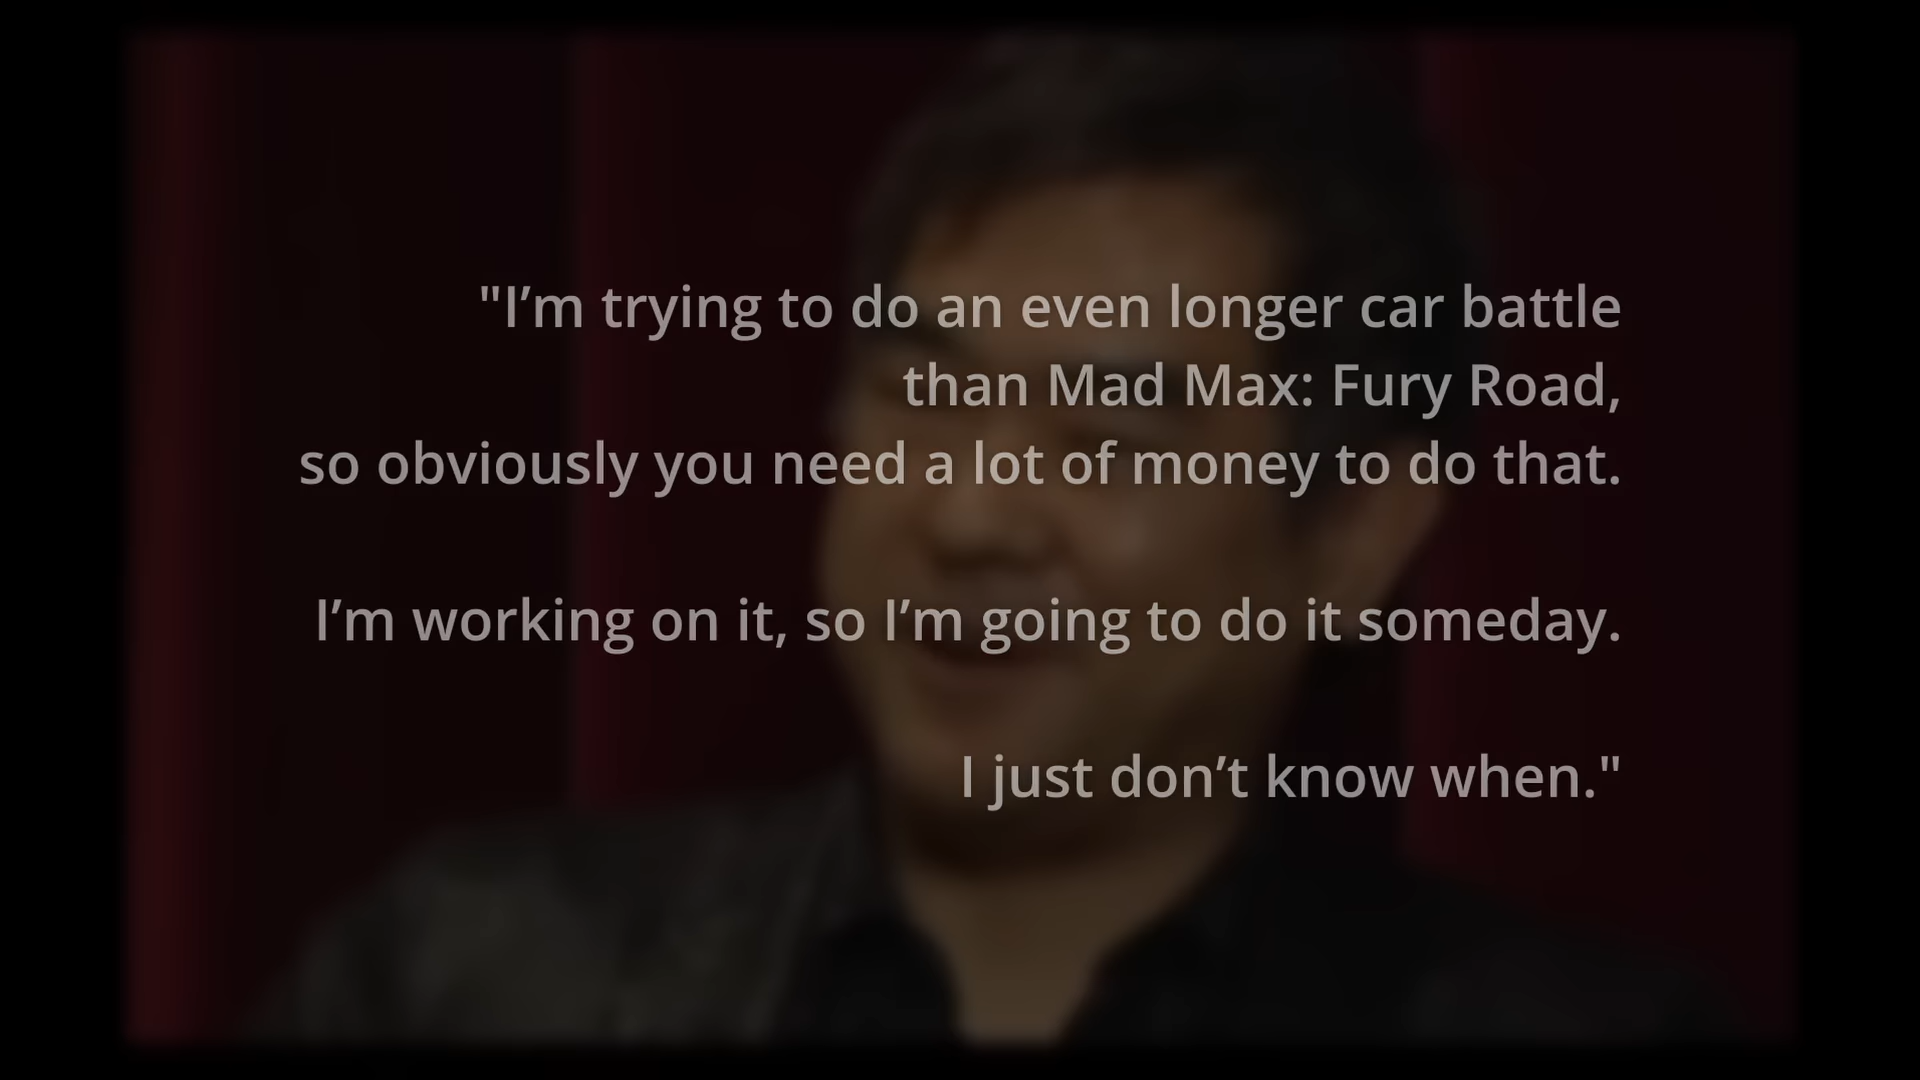 "I’m trying to do an even longer car battle
than Mad Max: Fury Road,
so obviously you need a lot of money to do that.
I’m working on it, so I’m going to do it someday.
I just don’t know when."